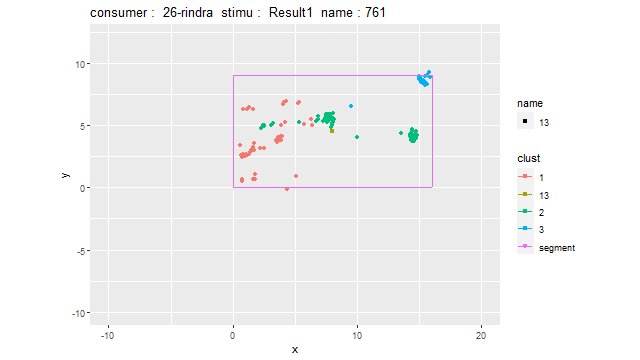 consumer :  26-rindra  stimu :  Result1  name : 761
10
5
0
-5
-10
y
-10
0
10
20
x
name
13
clust
1
13
2
3
segment